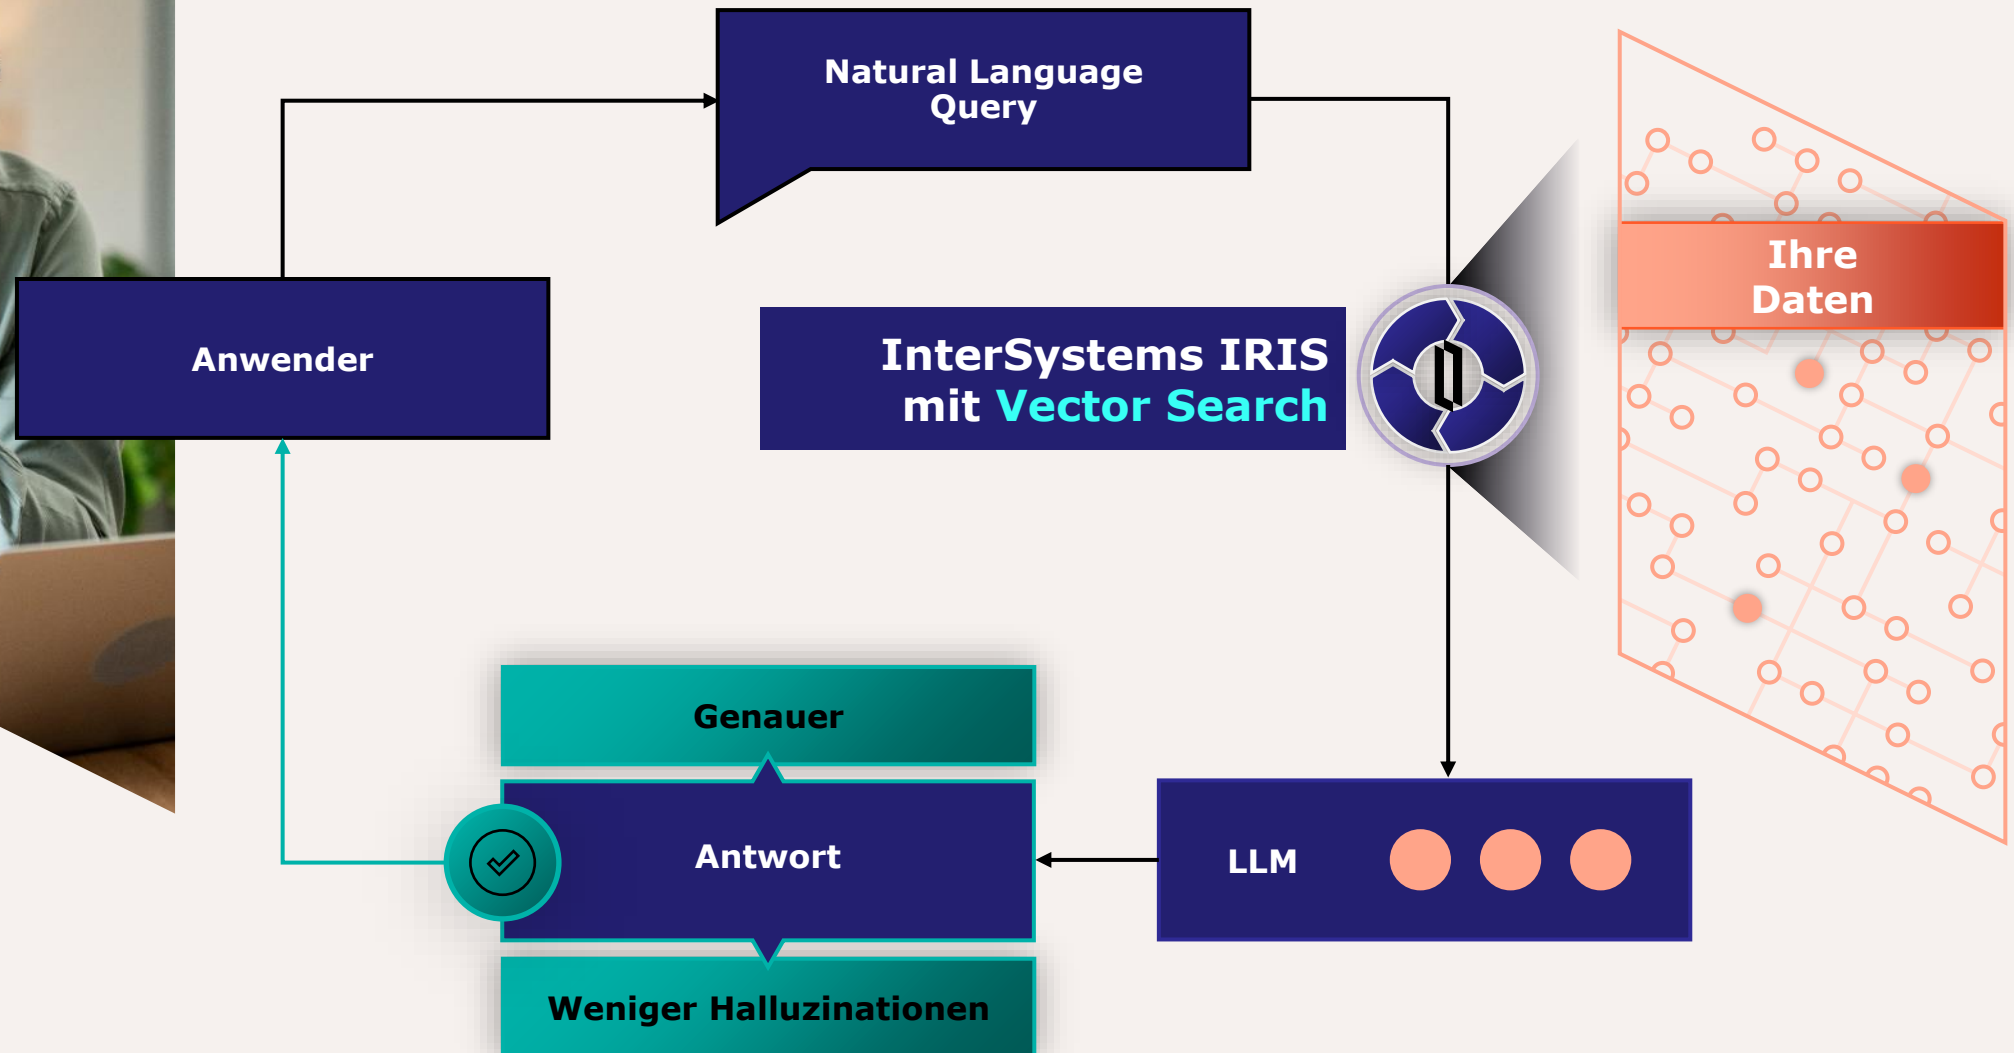 Natural Language
Query
Ihre
Daten
Anwender
InterSystems IRIS
mit Vector Search
Genauer
Antwort
LLM
Weniger Halluzinationen